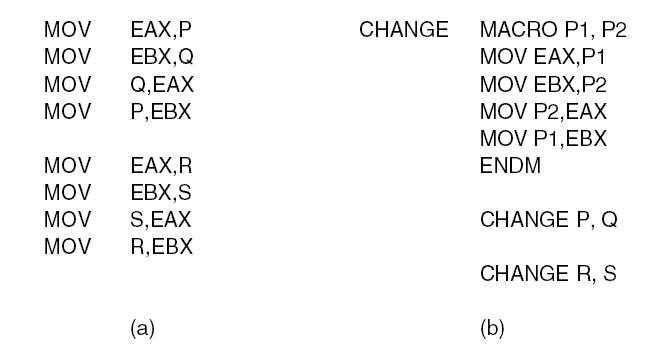 MOV EAX,P
MOV EBX,Q
MOV Q,EAX
MOV P,EBX
MOV EAX,R
MOV EBX,S
MOV S,EAX
MOV R,EBX
(a)
CHANGE MACRO P1, P2
MOV EAX,P1
MOV EBX,P2
MOV P2,EAX
MOV P1,EBX
ENDM
CHANGE P, Q
CHANGE R, S
(b)